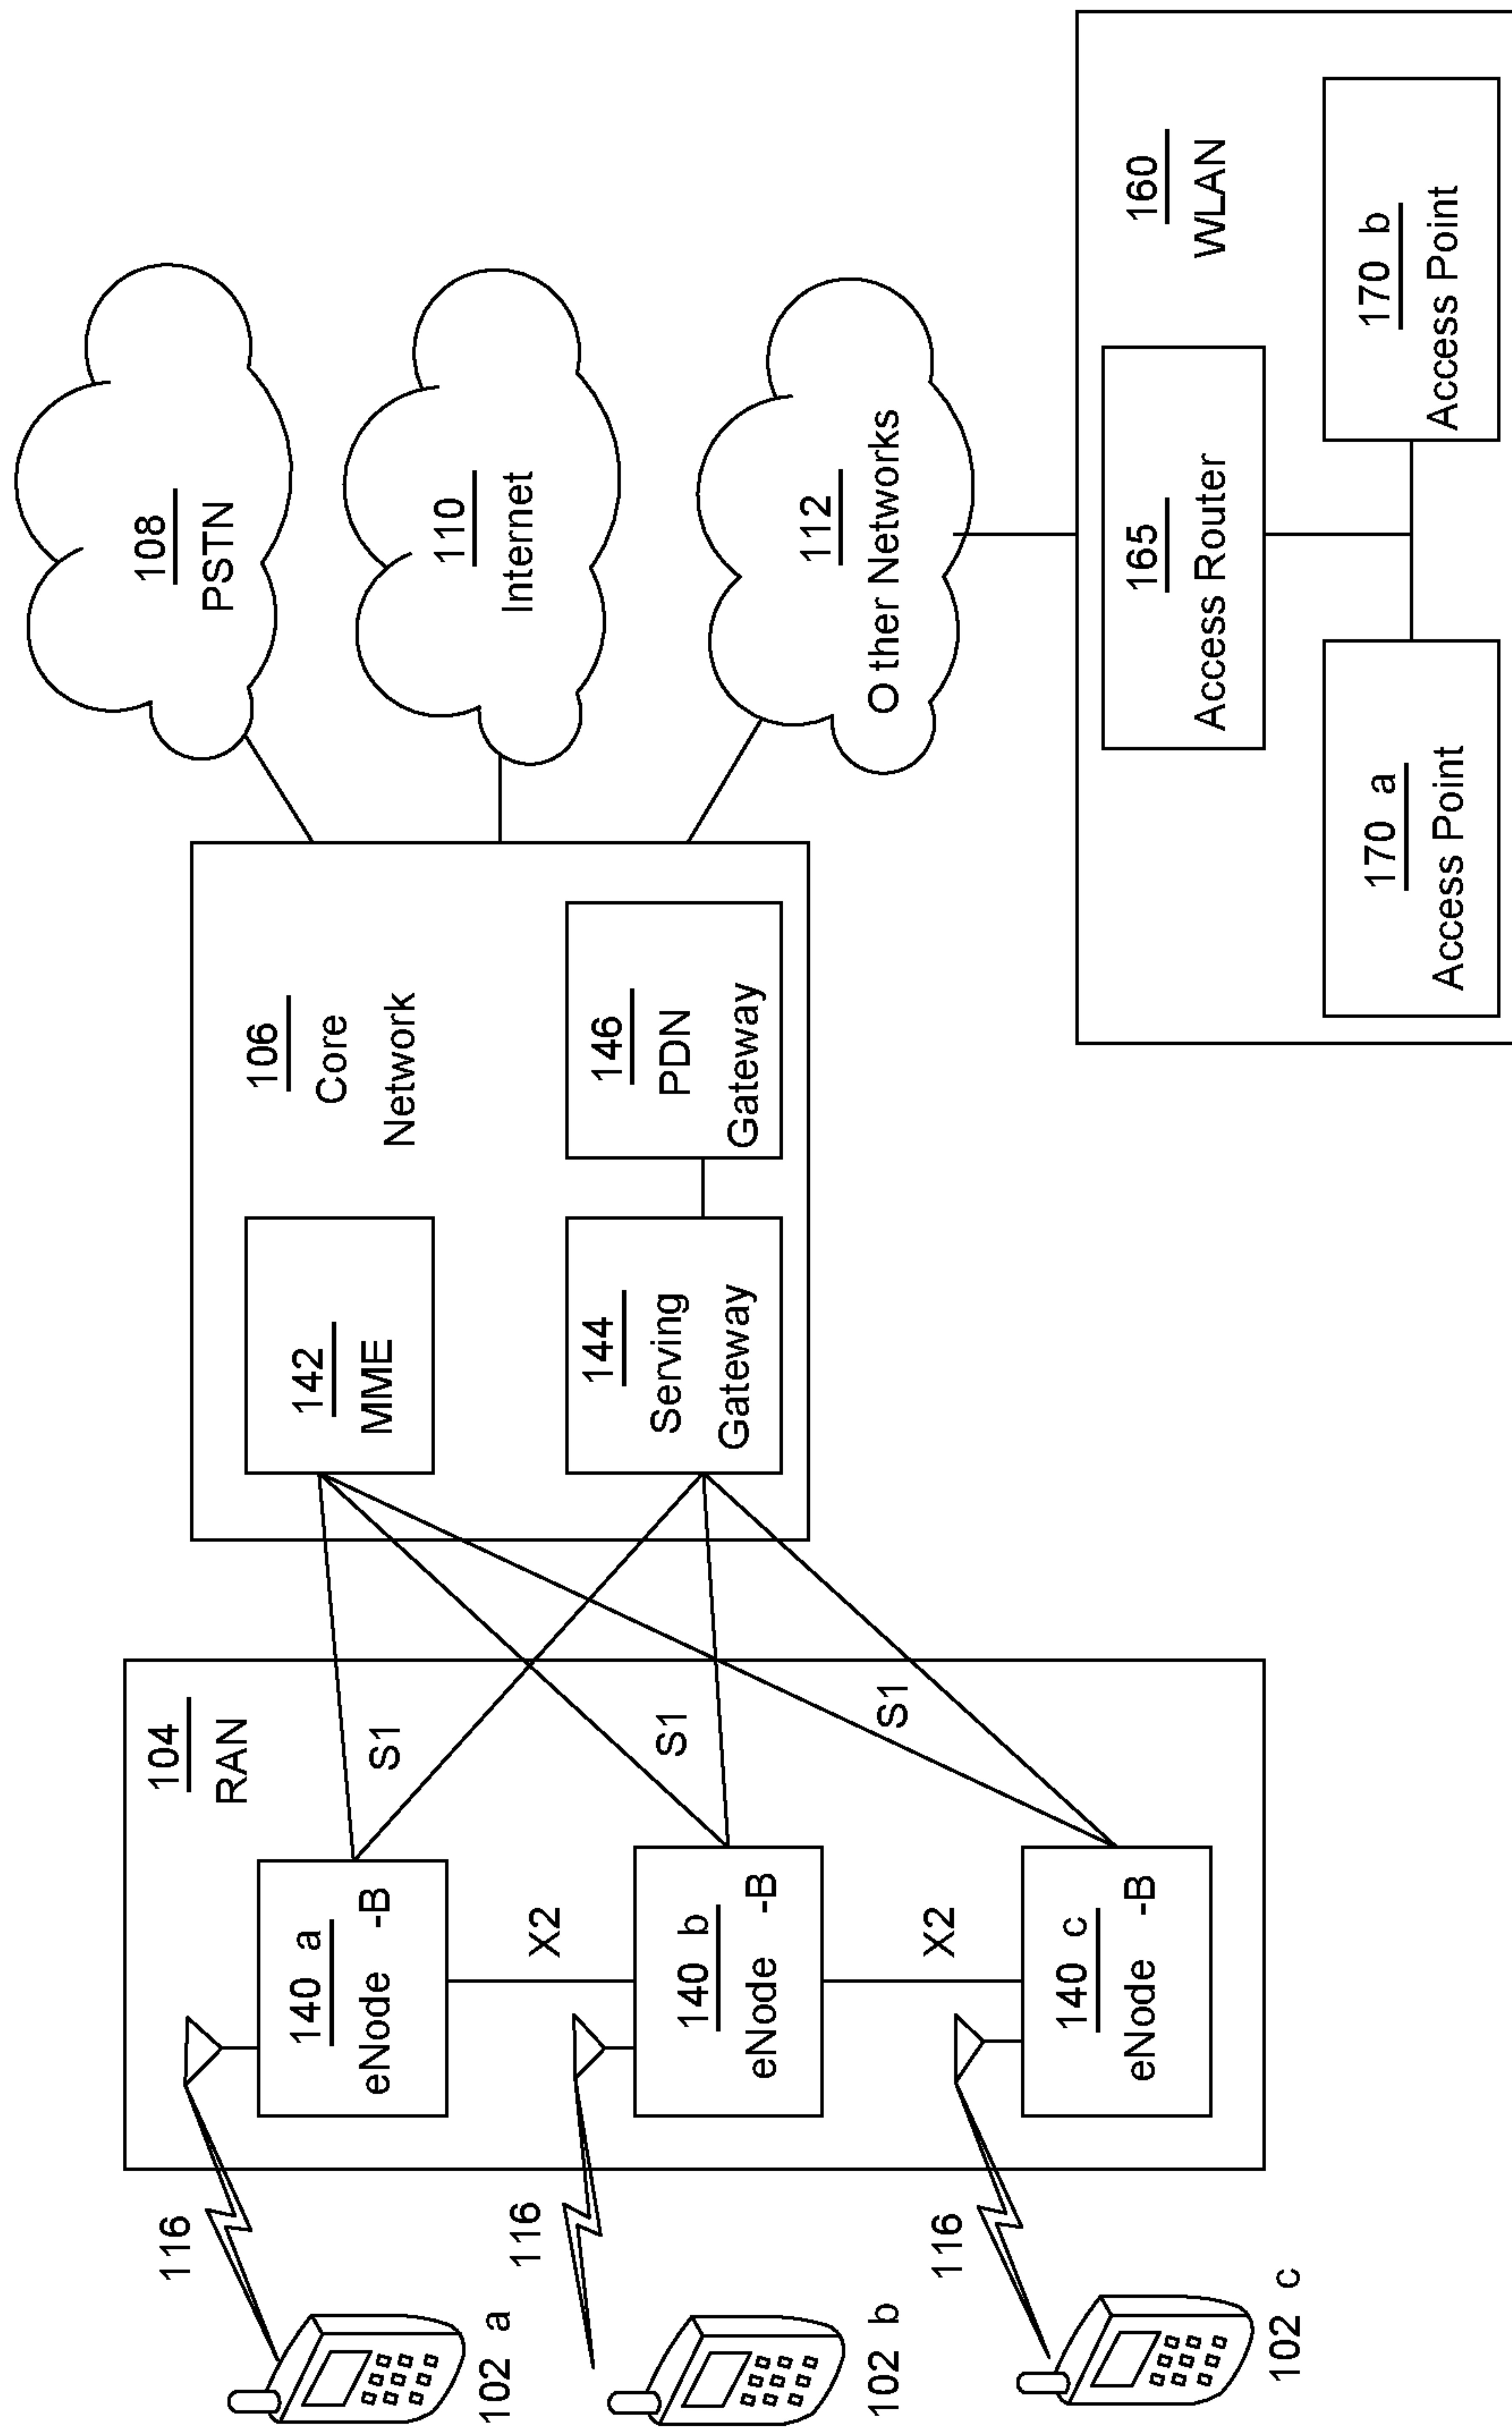 102 a
116
102 b
116
102 c
116
104
RAN
140 a
eNode -B
X2
140 b
eNode -B
X2
140 c
eNode -B
S1
S1
S1
106
Core
Network
142
MME
144
Serving
Gateway
146
PDN
Gateway
108
PSTN
110
Internet
112
O ther Networks
160
WLAN
165
Access Router
170 a
Access Point
170 b
Access Point